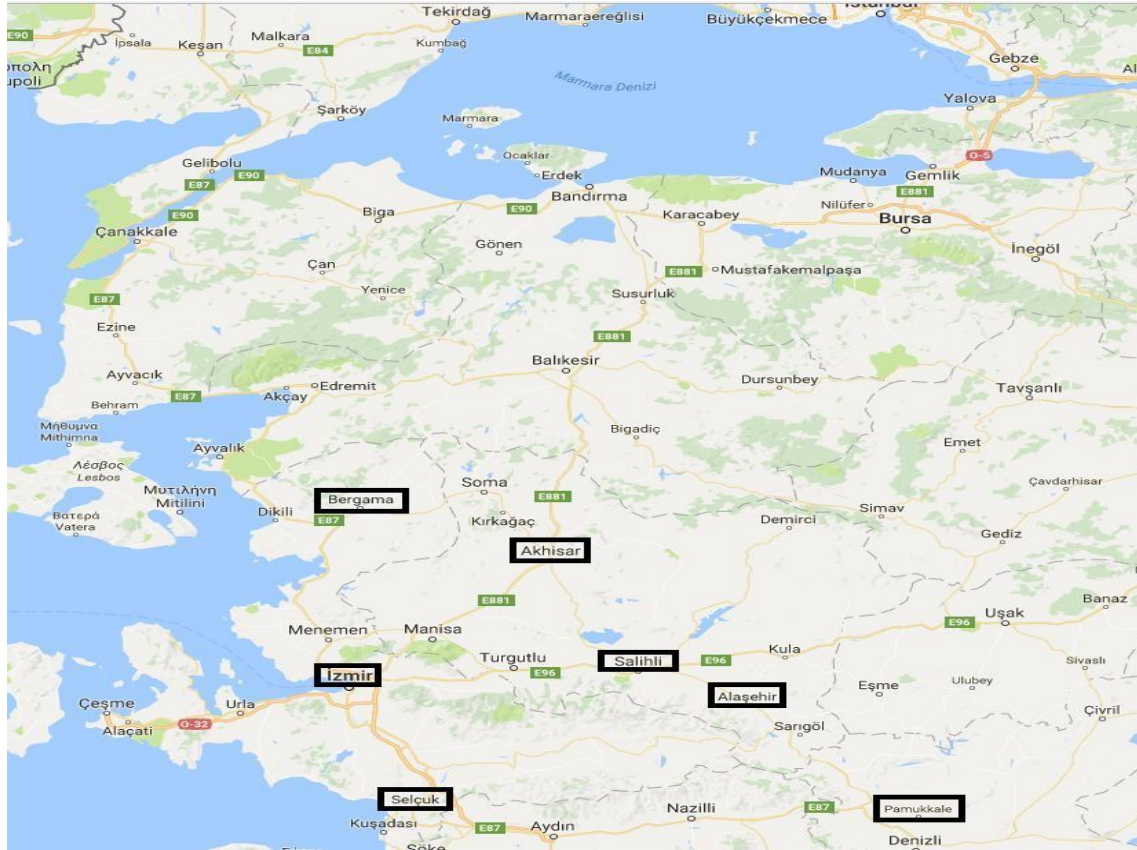 Tekirdağ
Marmaraereğlisi
Büyükçekmece
İstanbul
E90
İpsala
Keşan
Malkara
E84
Kumbağ
Gebze
Marmara Denizi
Yalova
Şarköy
Marmara
O-5
Gelibolu
E87
E90
Ocaklar
Erdek
Bandırma
Mudanya
Gemlik
E881
Biga
E90
Karacabey
Nilüfer
Bursa
E90
Çanakkale
Gönen
İnegöl
Çan
E881
Mustafakemalpaşa
Yenice
Susurluk
E87
Ezine
E881
Balıkesir
Ayvacık
Edremit
Dursunbey
Tavşanlı
E87
Akçay
Behram
Μήθυμνα
Mithimna
Bigadiç
Ayvalık
Emet
Λέσβος
Lesbos
Soma
Çavdarhisar
Μυτιλήνη
Mitilini
Bergama
E881
Βατερά
Vatera
Dikili
E87
Kırkağaç
Demirci
Simav
Gediz
Akhisar
E881
Banaz
Menemen
Manisa
E96
Uşak
Turgutlu
Salihli
E96
Kula
Sivaslı
İzmir
E96
Alaşehir
Eşme
Ulubey
Çeşme
Urla
Alaçatı
O-32
Sarıgöl
Çivril
Selçuk
Nazilli
E87
Pamukkale
Kuşadası
E87
Aydın
Söke
Denizli